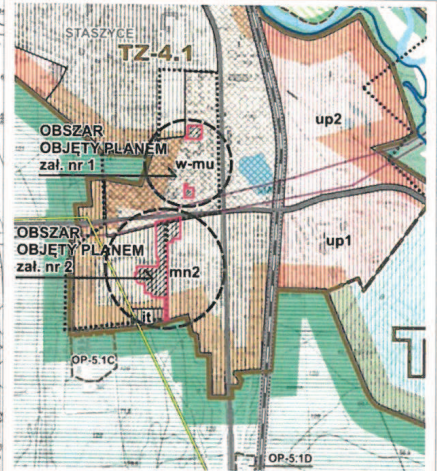 STASZYCE
TZ-4.1
up2
OBSZAR
OBJĘTY PLANEM
zał. nr 1
w-mu
OBSZAR
OBJĘTY PLANEM
zał. nr 2
up1
mn2
it
T
OP-5.1C
OP-5.1D